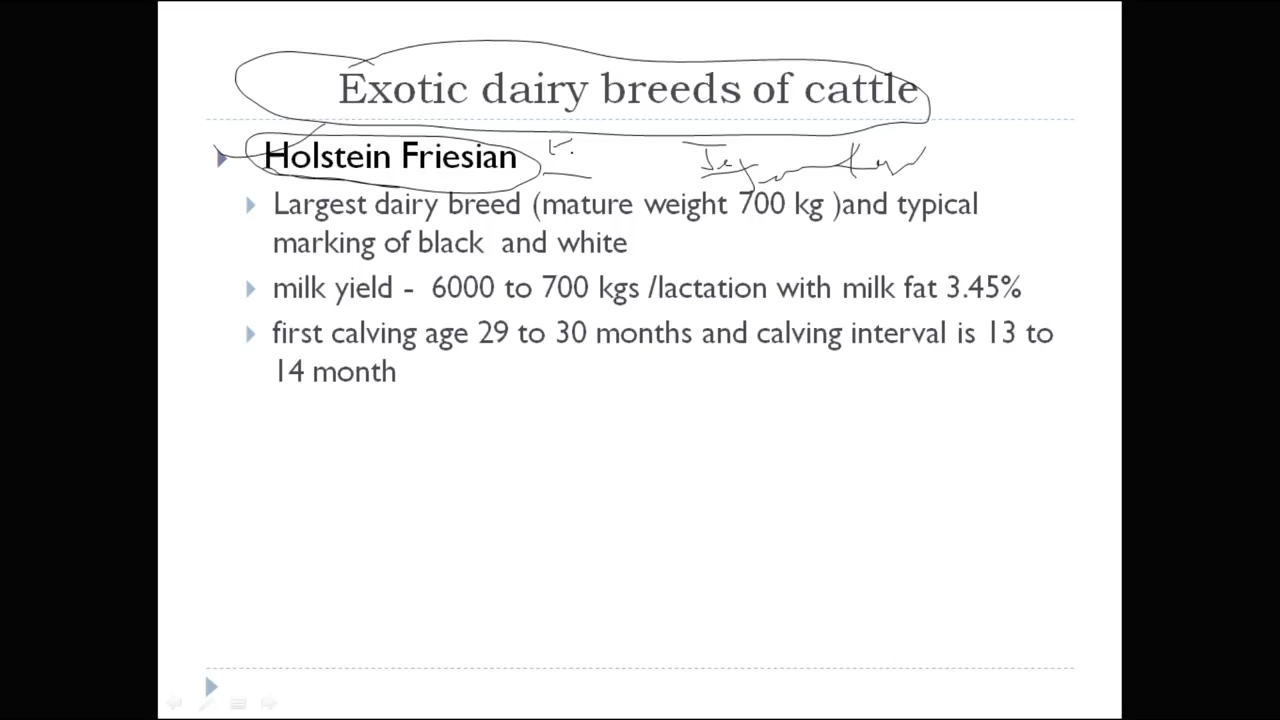 Exotic dairy breeds of cattle
Holstein Friesian
Largest dairy breed (mature weight 700 kg )and typical
marking of black and white
milk yield - 6000 to 700 kgs /lactation with milk fat 3.45%
first calving age 29 to 30 months and calving interval is 13 to
14 month